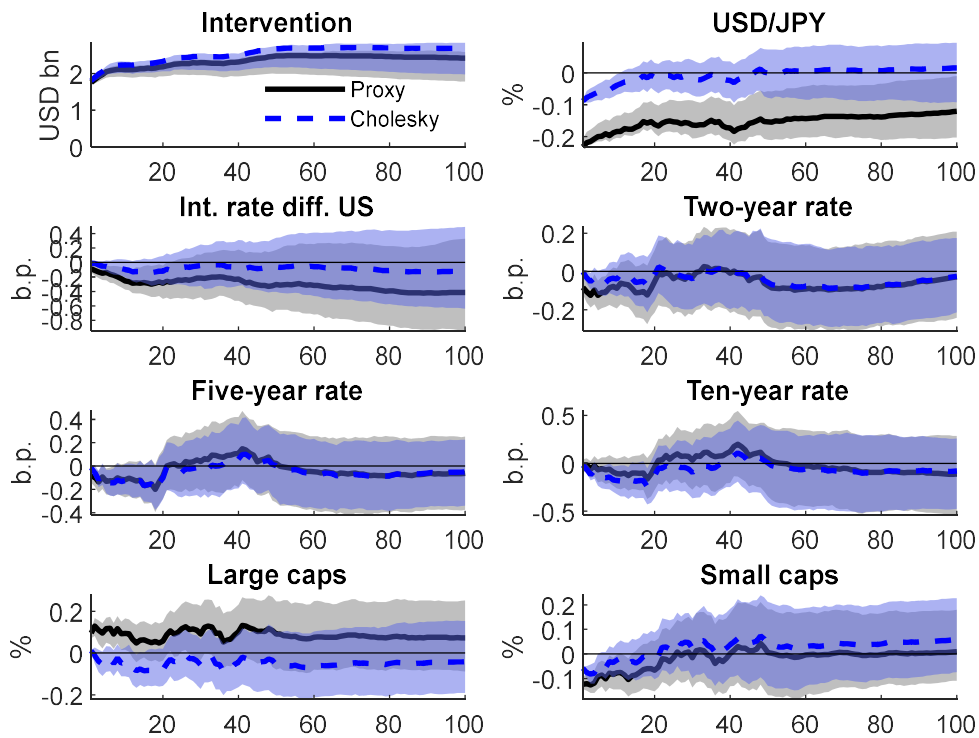 Intervention
USD bn
2
1
0
Proxy
Cholesky
20 40 60 80 100
USD/JPY
%
0
-0.1
-0.2
20 40 60 80 100
Int. rate diff. US
b.p.
0.4
0.2
0
-0.2
-0.4
-0.6
-0.8
20 40 60 80 100
Two-year rate
b.p.
0.2
0
-0.2
20 40 60 80 100
Five-year rate
b.p.
0.4
0.2
0
-0.2
-0.4
20 40 60 80 100
Ten-year rate
b.p.
0.5
0
-0.5
20 40 60 80 100
Large caps
%
0.2
0
-0.2
20 40 60 80 100
Small caps
%
0.2
0.1
0
-0.1
20 40 60 80 100